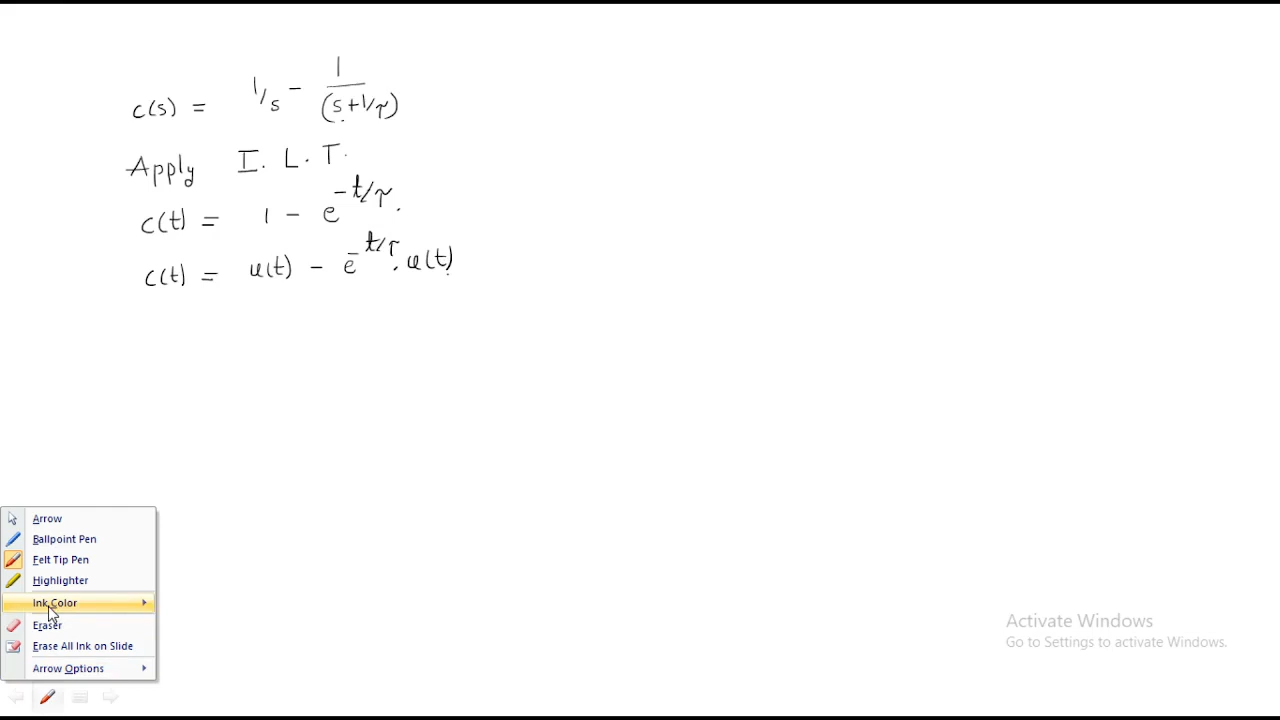 c(s) = 1/s - 1/(s+1/τ)
Apply I. L. T.
c(t) = 1 - e^{-t/τ}.
c(t) = u(t) - e^{-t/τ}. u(t)
Arrow
Ballpoint Pen
Felt Tip Pen
Highlighter
Ink Color
Eraser
Erase All Ink on Slide
Arrow Options
Activate Windows
Go to Settings to activate Windows.